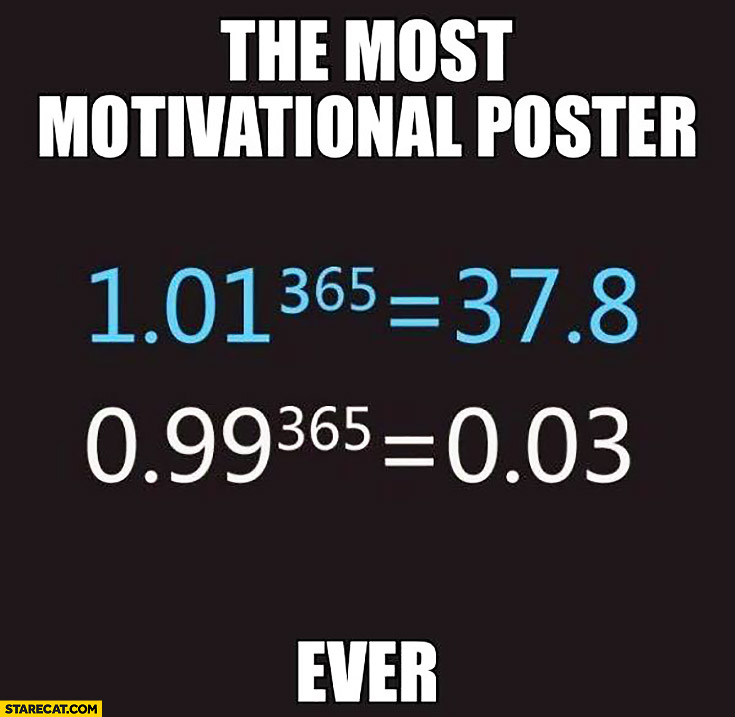 THE MOST
MOTIVATIONAL POSTER
1.01³⁶⁵=37.8
0.99³⁶⁵=0.03
EVER
STARECAT.COM